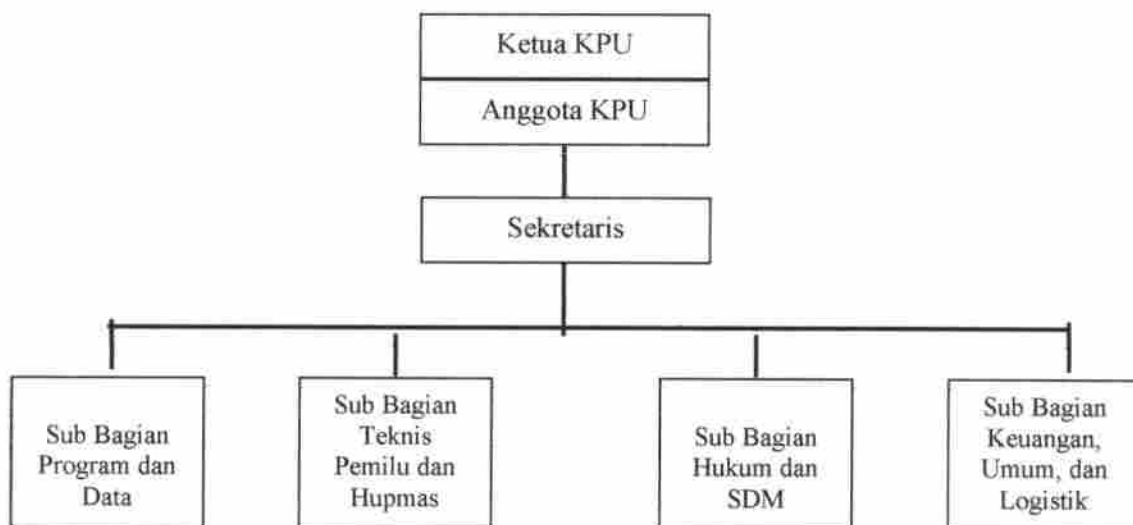 Ketua KPU
Anggota KPU
Sekretaris
Sub Bagian
Program dan
Data
Sub Bagian
Teknis
Pemilu dan
Hupmas
Sub Bagian
Hukum dan
SDM
Sub Bagian
Keuangan,
Umum, dan
Logistik